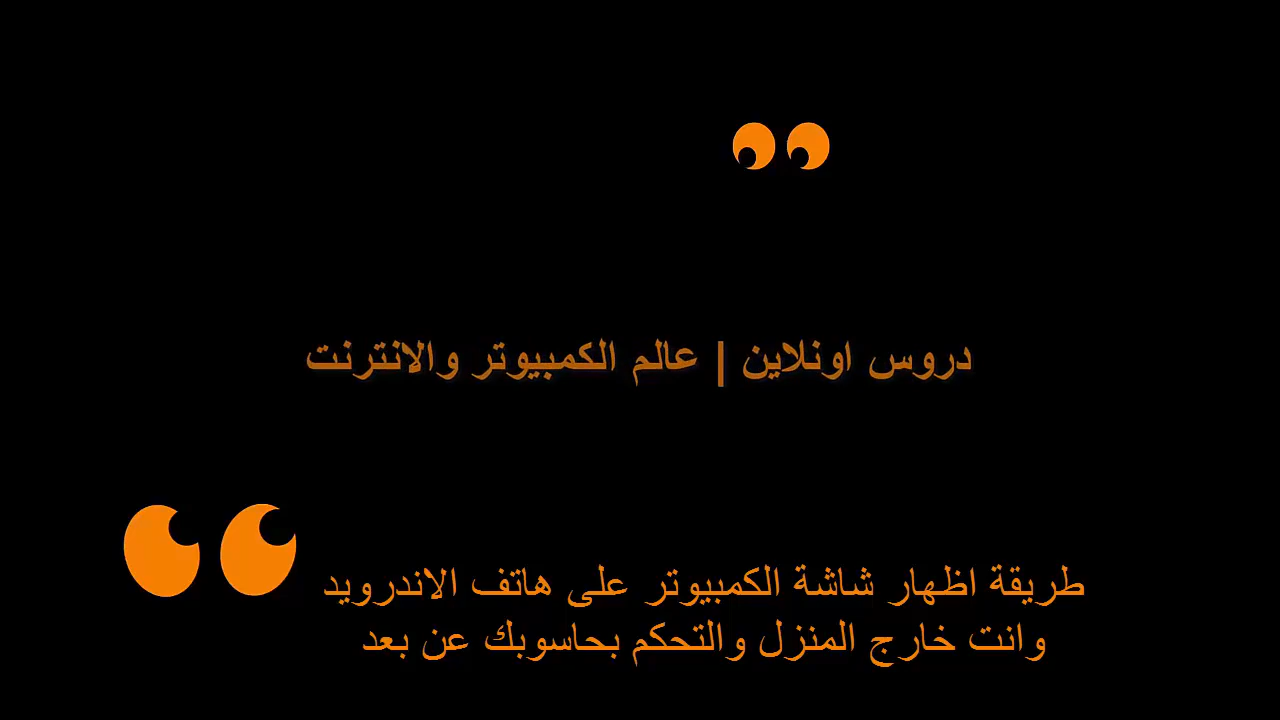 دروس اونلاين | عالم الكمبيوتر والانترنت
طريقة اظهار شاشة الكمبيوتر على هاتف الاندرويد
وانت خارج المنزل والتحكم بحاسوبك عن بعد